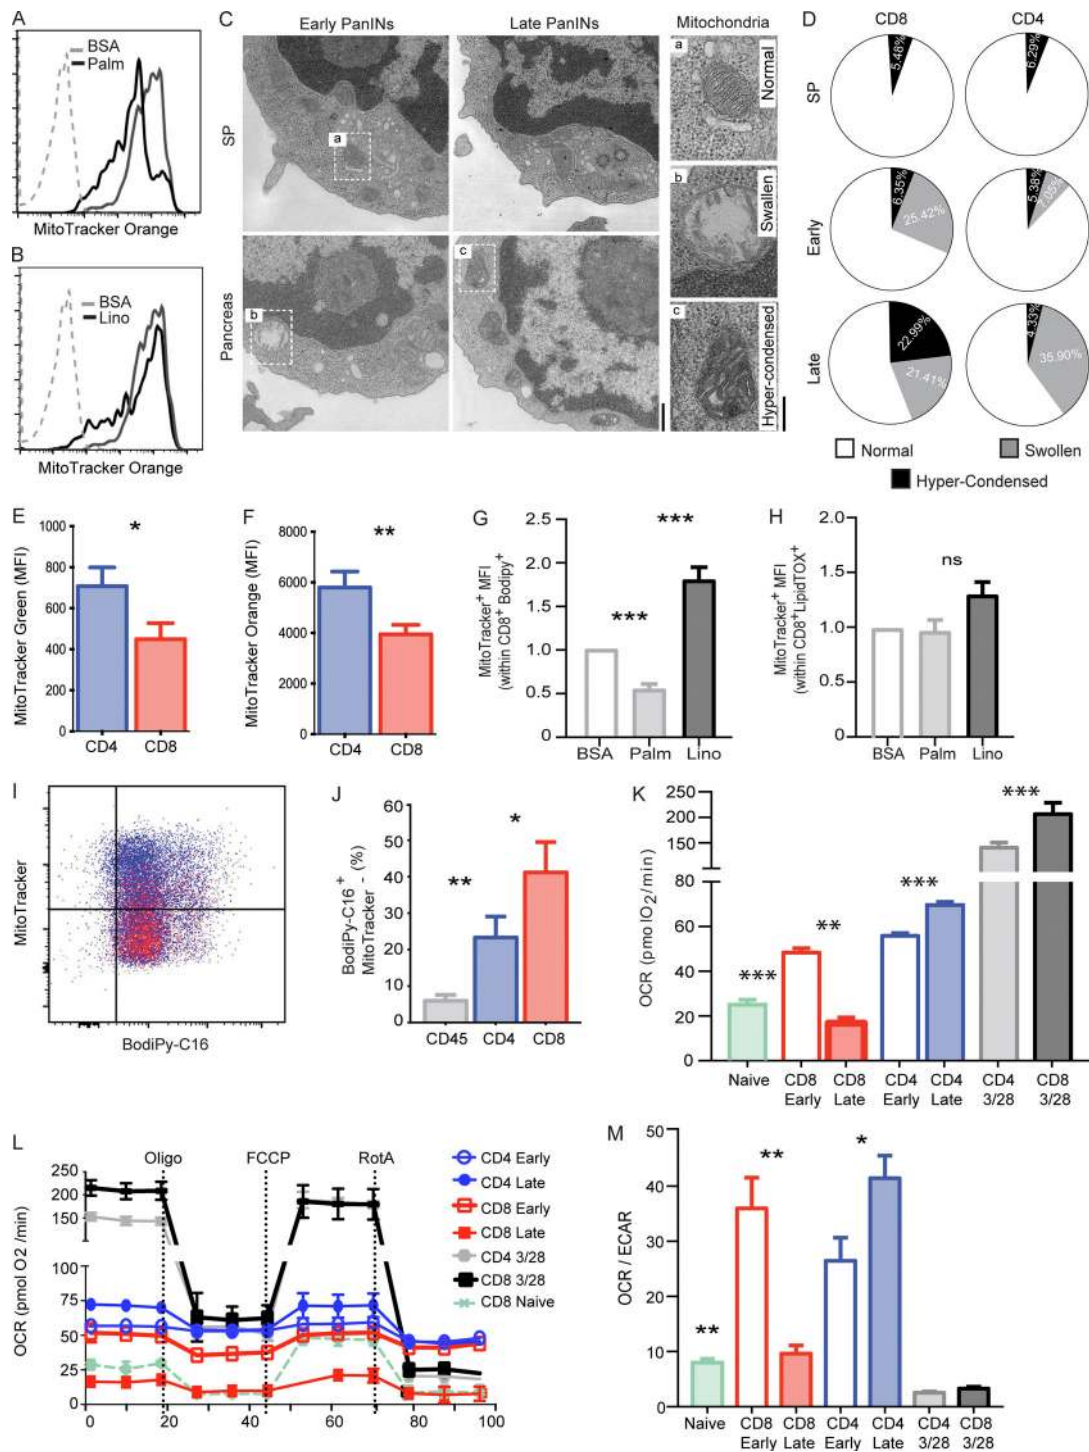 A
BSA
Palm
MitoTracker Orange
B
BSA
Lino
MitoTracker Orange
C
Early PanINs
Late PanINs
Mitochondria
SP
Pancreas
a
b
c
a
Normal
b
Swallen
c
Hyper-condensed
D
CD8
CD4
SP
5.48%
6.29%
Early
6.35%
25.42%
5.38%
7.05%
Late
22.99%
21.41%
4.33%
35.90%
Normal
Swollen
Hyper-Condensed
E
MitoTracker Green (MFI)
1000
800
600
400
200
0
*
CD4
CD8
F
MitoTracker Orange (MFI)
8000
6000
4000
2000
0
**
CD4
CD8
G
MitoTracker+ MFI
(within CD8+ Bodipy+
2.5
2.0
1.5
1.0
0.5
0
***
***
BSA
Palm
Lino
H
MitoTracker+ MFI
(within CD8+LipidTOX+
2.0
1.5
1.0
0.5
0
ns
BSA
Palm
Lino
I
MitoTracker
BodiPy-C16
J
BodiPy-C16 +
MitoTracker - (%)
60
50
40
30
20
10
0
**
*
CD45
CD4
CD8
K
OCR (pmo lO2/min)
250
200
150
80
60
40
20
0
***
**
***
***
Naive
CD8 Early
CD8 Late
CD4 Early
CD4 Late
CD4 3/28
CD8 3/28
L
OCR (pmol O2 /min)
250
200
150
100
75
50
25
0
Oligo
FCCP
RotA
0
20
40
60
80
100
CD4 Early
CD4 Late
CD8 Early
CD8 Late
CD4 3/28
CD8 3/28
CD8 Naive
M
OCR / ECAR
50
40
30
20
10
0
**
**
*
Naive
CD8 Early
CD8 Late
CD4 Early
CD4 Late
CD4 3/28
CD8 3/28